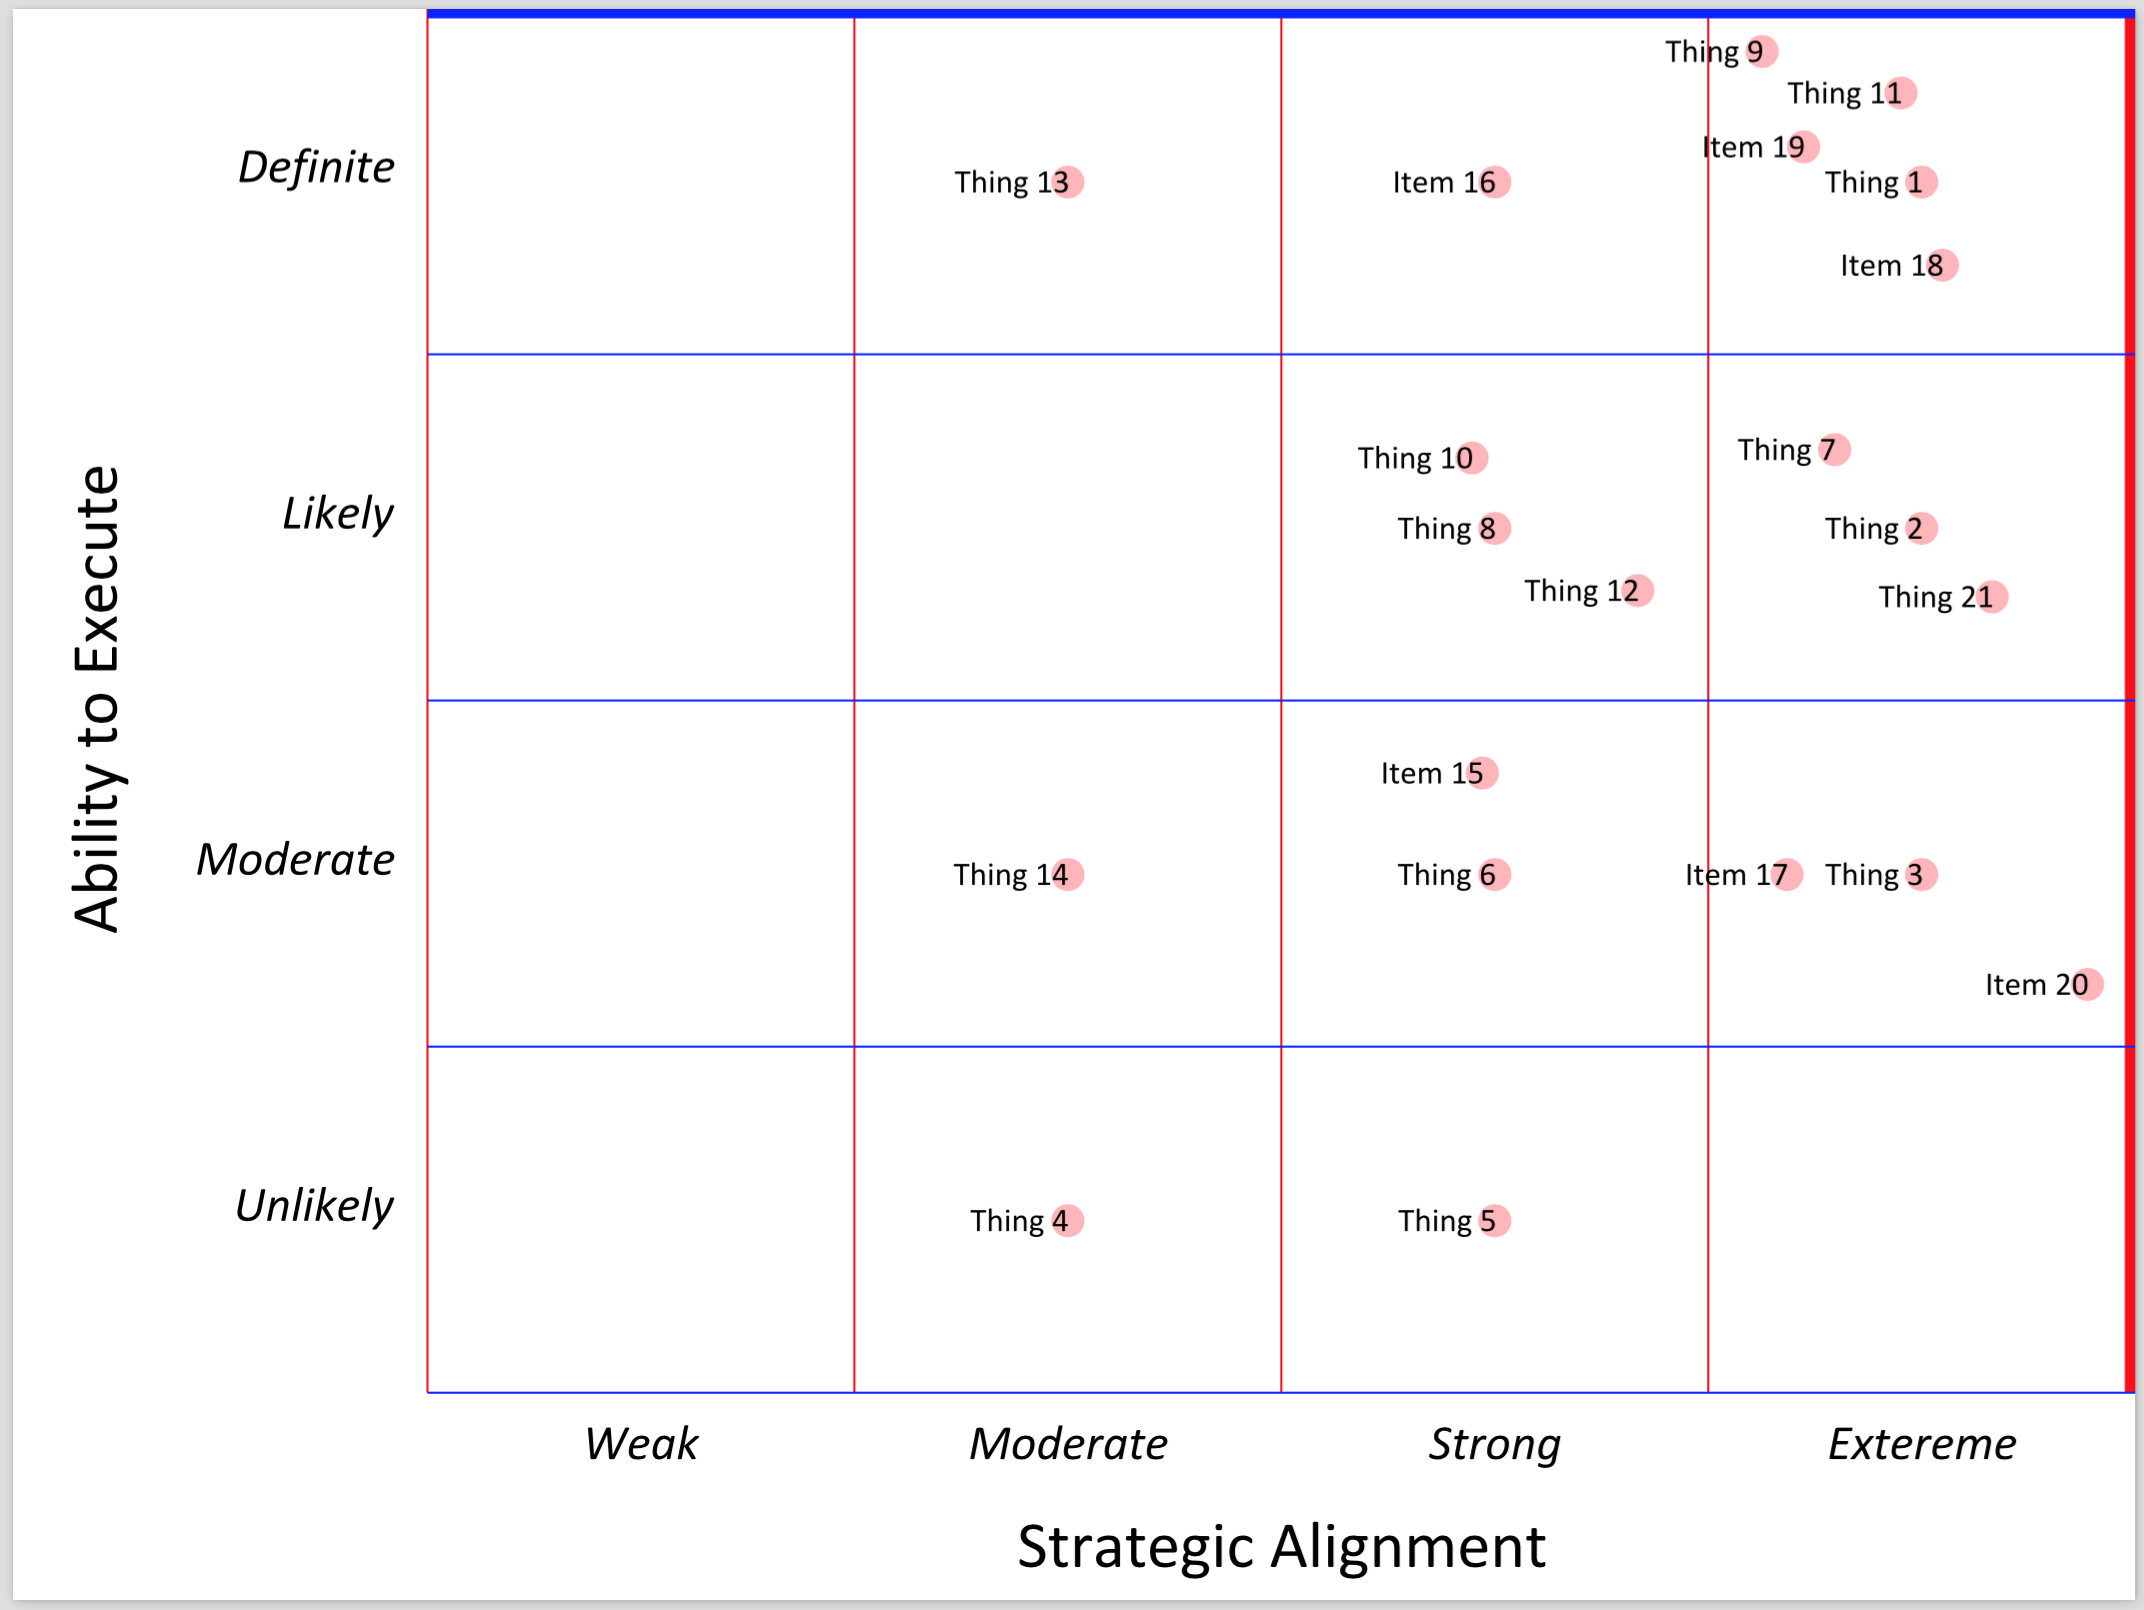 Thing 9
Thing 11
Definite
Item 19
Thing 13
Item 16
Thing 1
Item 18
Thing 10
Thing 7
Likely
Thing 8
Thing 2
Thing 12
Thing 21
Ability to Execute
Item 15
Moderate
Thing 14
Thing 6
Item 17
Thing 3
Item 20
Unlikely
Thing 4
Thing 5
Weak
Moderate
Strong
Extereme
Strategic Alignment